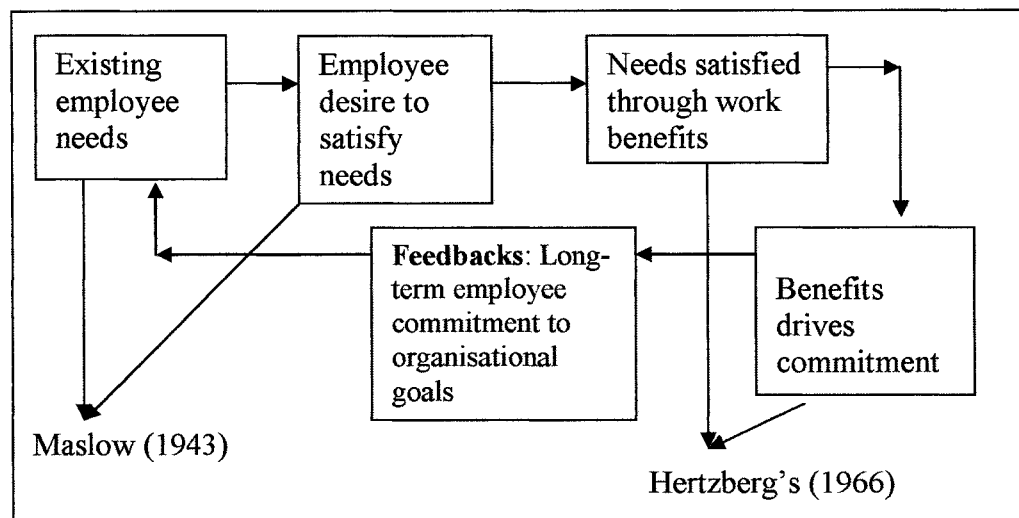 Existing
employee
needs
Employee
desire to
satisfy
needs
Needs satisfied
through work
benefits
Benefits
drives
commitment
Feedbacks: Long-
term employee
commitment to
organisational
goals
Maslow (1943)
Hertzberg's (1966)